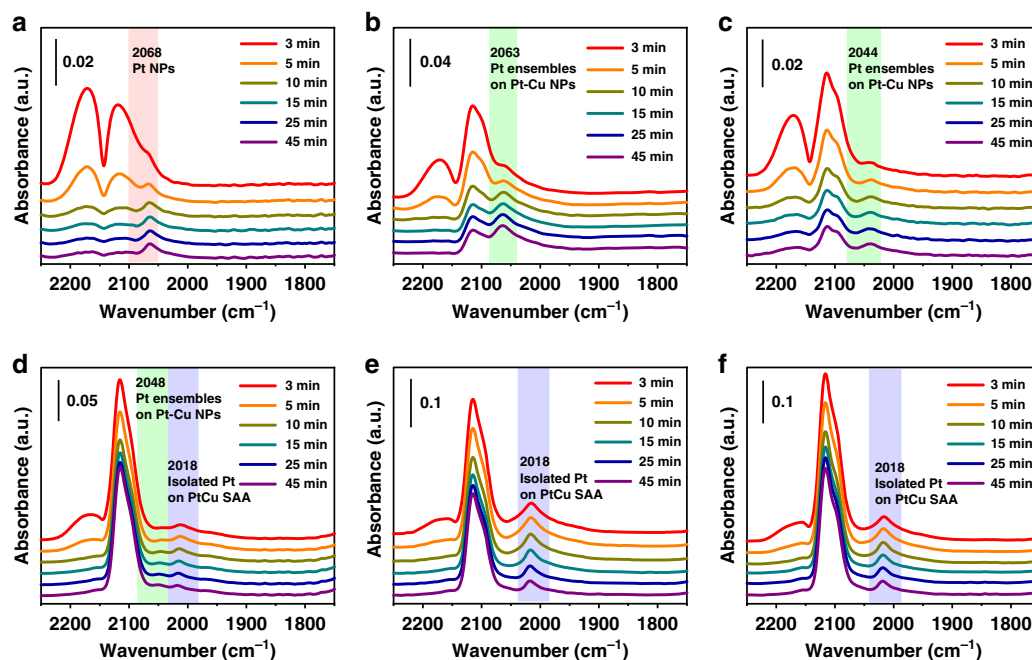 a
0.02
2068
Pt NPs
3 min
5 min
10 min
15 min
25 min
45 min
Absorbance (a.u.)
2200 2100 2000 1900 1800
Wavenumber (cm⁻¹)
b
0.04
2063
Pt ensembles
on Pt-Cu NPs
3 min
5 min
10 min
15 min
25 min
45 min
Absorbance (a.u.)
2200 2100 2000 1900 1800
Wavenumber (cm⁻¹)
c
0.02
2044
Pt ensembles
on Pt-Cu NPs
3 min
5 min
10 min
15 min
25 min
45 min
Absorbance (a.u.)
2200 2100 2000 1900 1800
Wavenumber (cm⁻¹)
d
0.05
2048
Pt ensembles
on Pt-Cu NPs
2018
Isolated Pt
on PtCu SAA
3 min
5 min
10 min
15 min
25 min
45 min
Absorbance (a.u.)
2200 2100 2000 1900 1800
Wavenumber (cm⁻¹)
e
0.1
2018
Isolated Pt
on PtCu SAA
3 min
5 min
10 min
15 min
25 min
45 min
Absorbance (a.u.)
2200 2100 2000 1900 1800
Wavenumber (cm⁻¹)
f
0.1
2018
Isolated Pt
on PtCu SAA
3 min
5 min
10 min
15 min
25 min
45 min
Absorbance (a.u.)
2200 2100 2000 1900 1800
Wavenumber (cm⁻¹)